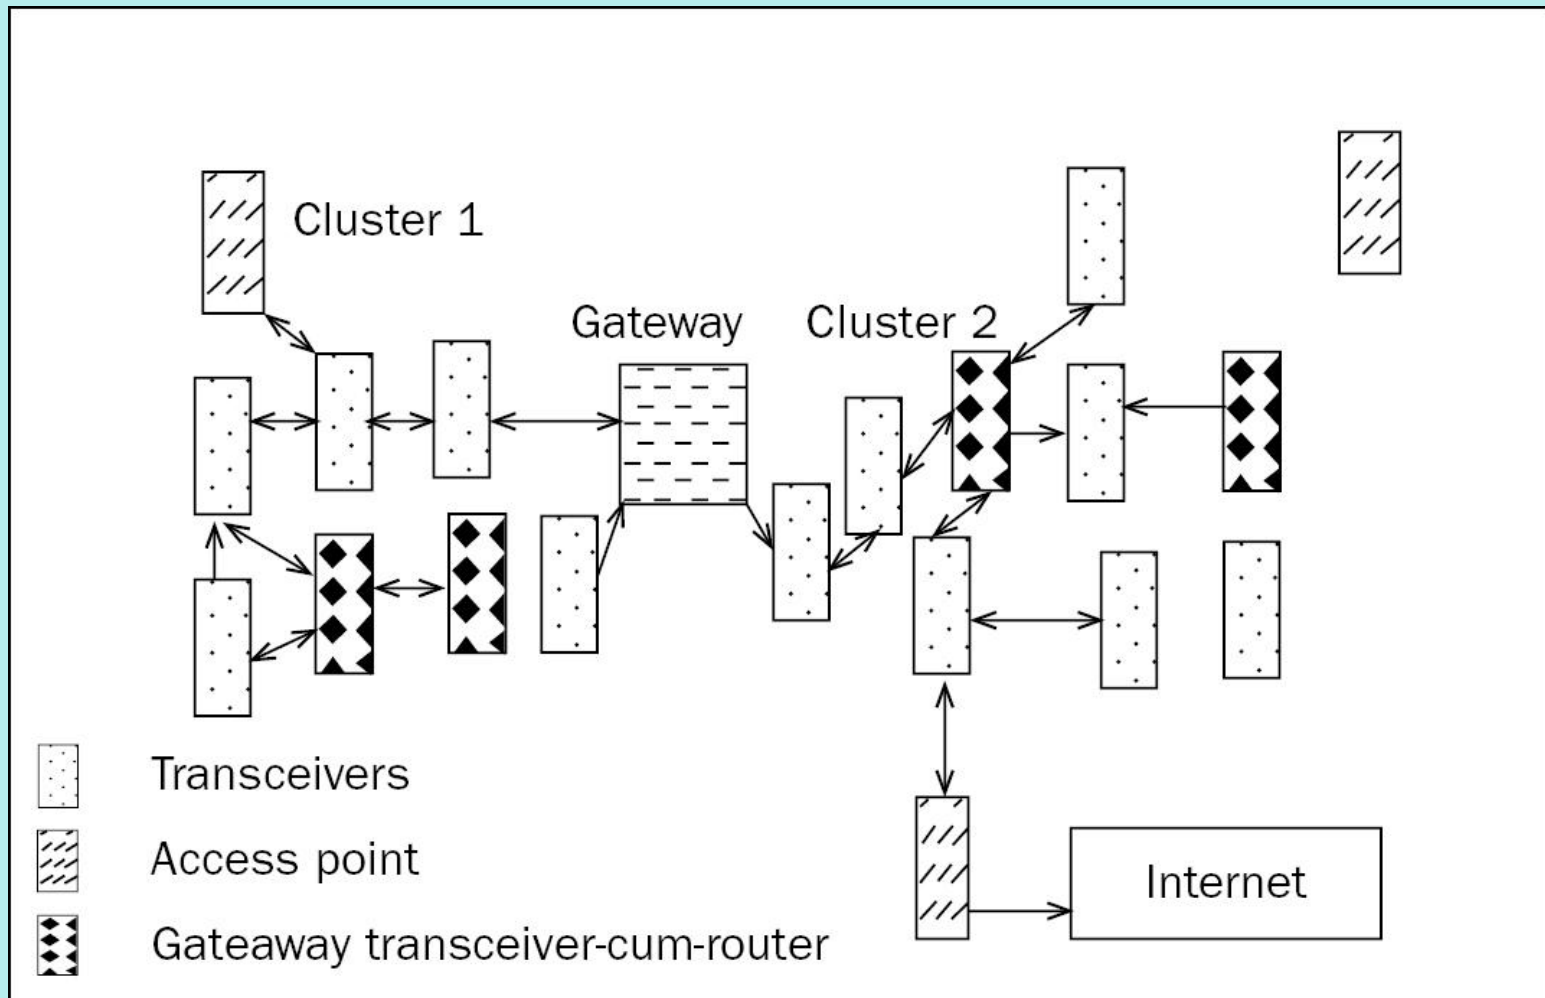 Cluster 1
Gateway
Cluster 2
Transceivers
Access point
Gateaway transceiver-cum-router
Internet